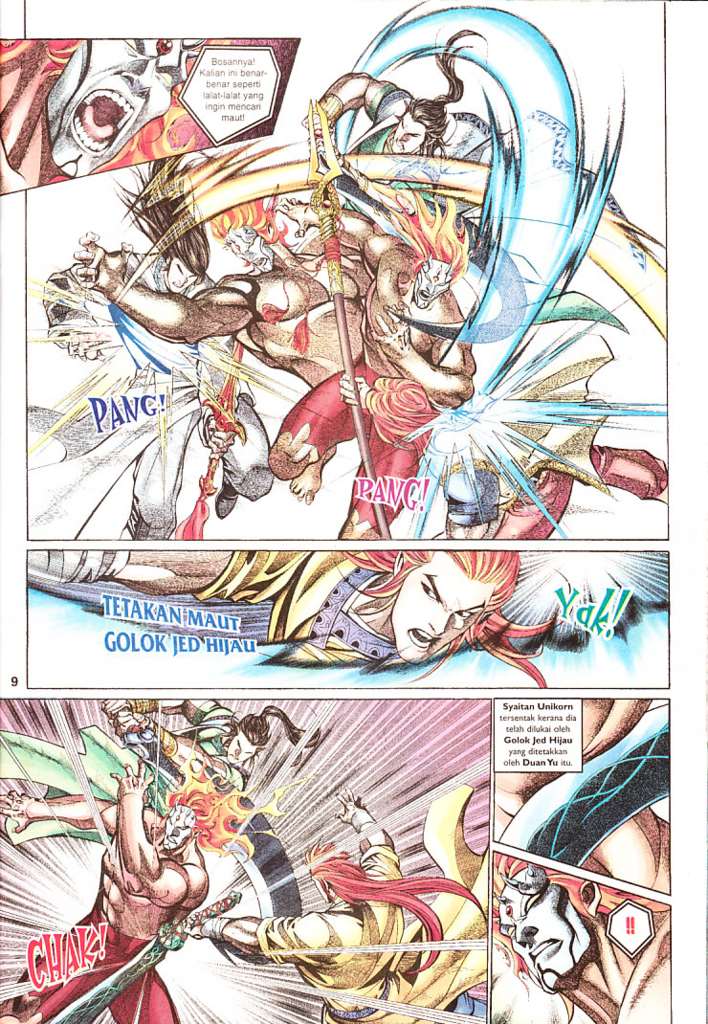 Bosannya!
Kalian ini benar-
benar seperti
lalat-lalat yang
ingin mencari
maut!
PANG!
PANG!
TETAKAN MAUT
GOLOK JED HIJAU
Yak!
9
Syaitan Unikorn
tersentak kerana dia
telah dilukai oleh
Golok Jed Hijau
yang ditetakkan
oleh Duan Yu itu.
CHAK!
!!